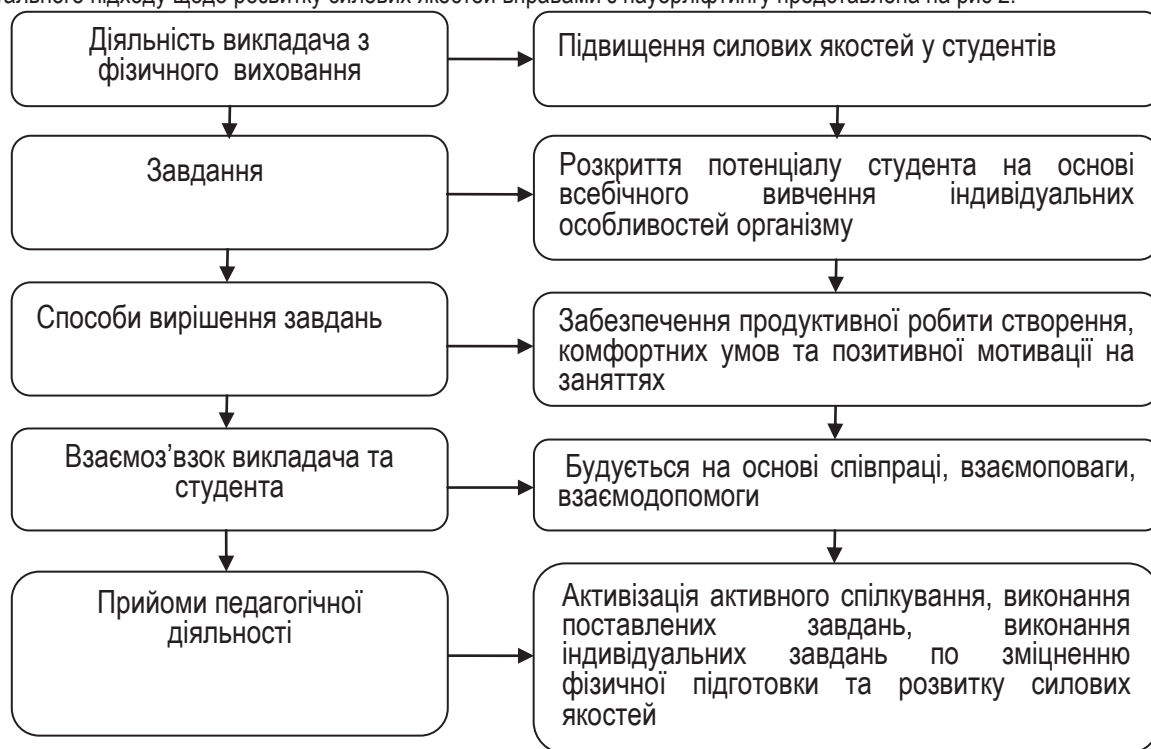 ального підходу щодо розвитку силових якостей вправами з пауерліфтингу представлена на рис 2.
Діяльність викладача з
фізичного виховання
Підвищення силових якостей у студентів
Завдання
Розкриття потенціалу студента на основі
всебічного вивчення індивідуальних
особливостей організму
Способи вирішення завдань
Забезпечення продуктивної робити створення,
комфортних умов та позитивної мотивації на
заняттях
Взаємоз’взок викладача та
студента
Будується на основі співпраці, взаємоповаги,
взаємодопомоги
Прийоми педагогічної
діяльності
Активізація активного спілкування, виконання
поставлених завдань, виконання
індивідуальних завдань по зміцненню
фізичної підготовки та розвитку силових
якостей